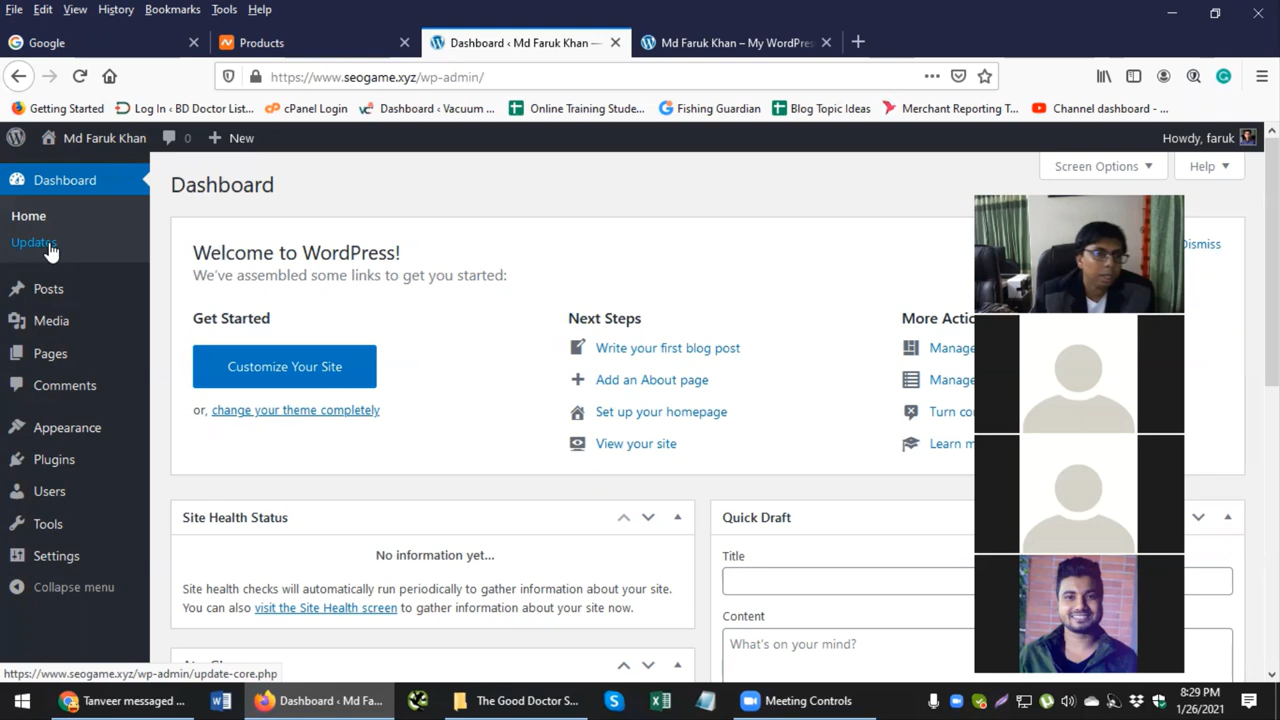 File Edit View History Bookmarks Tools Help
Google
Products
Dashboard ‹ Md Faruk Khan —
Md Faruk Khan – My WordPres
https://www.seogame.xyz/wp-admin/
Getting Started
Log In ‹ BD Doctor List...
cPanel Login
Dashboard ‹ Vacuum ...
Online Training Stude...
Fishing Guardian
Blog Topic Ideas
Merchant Reporting T...
Channel dashboard - ...
Md Faruk Khan
0
New
Howdy, faruk
Dashboard
Home
Updates
Posts
Media
Pages
Comments
Appearance
Plugins
Users
Tools
Settings
Collapse menu
Screen Options
Help
Dashboard
Welcome to WordPress!
We've assembled some links to get you started:
Dismiss
Get Started
Customize Your Site
or, change your theme completely
Next Steps
Write your first blog post
Add an About page
Set up your homepage
View your site
More Actio
Manage
Manage
Turn co
Learn m
Site Health Status
No information yet...
Site health checks will automatically run periodically to gather information about your site.
You can also visit the Site Health screen to gather information about your site now.
Quick Draft
Title
Content
What's on your mind?
https://www.seogame.xyz/wp-admin/update-core.php
Tanveer messaged ...
Dashboard ‹ Md Fa...
The Good Doctor S...
Meeting Controls
8:29 PM
1/26/2021